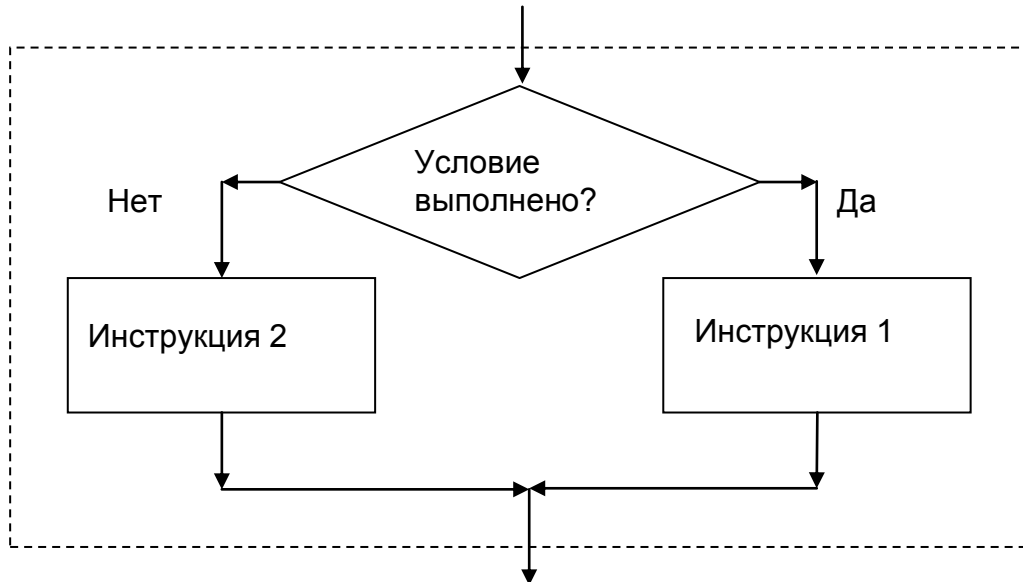 Условие
выполнено?
Нет
Да
Инструкция 2
Инструкция 1